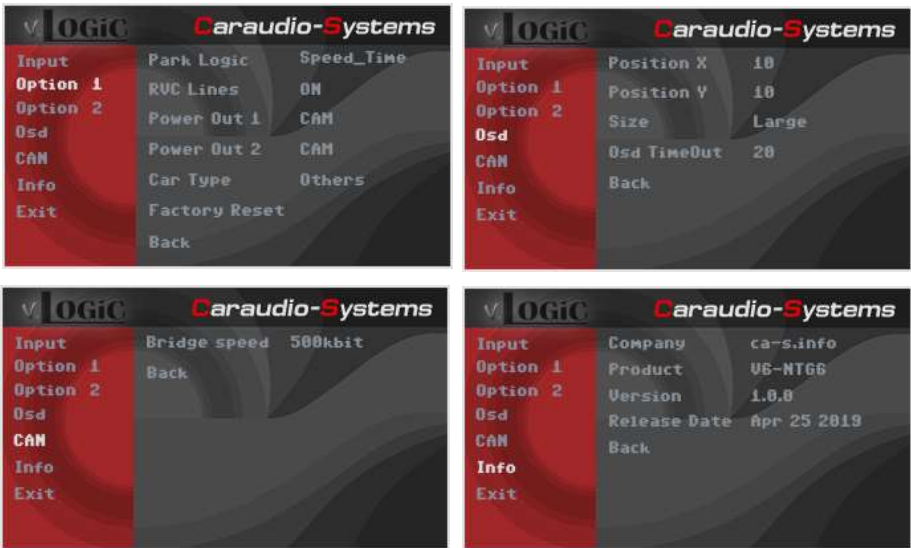 v LOGiC Caraudio-Systems
Input
Option 1
Option 2
Osd
CAN
Info
Exit
Park Logic Speed_Time
RVC Lines ON
Power Out 1 CAM
Power Out 2 CAM
Car Type Others
Factory Reset
Back
v LOGiC Caraudio-Systems
Input
Option 1
Option 2
Osd
CAN
Info
Exit
Position X 10
Position Y 10
Size Large
Osd TimeOut 20
Back
v LOGiC Caraudio-Systems
Input
Option 1
Option 2
Osd
CAN
Info
Exit
Bridge speed 500kbit
Back
v LOGiC Caraudio-Systems
Input
Option 1
Option 2
Osd
CAN
Info
Exit
Company ca-s.info
Product V6-NTG6
Version 1.0.0
Release Date Apr 25 2019
Back